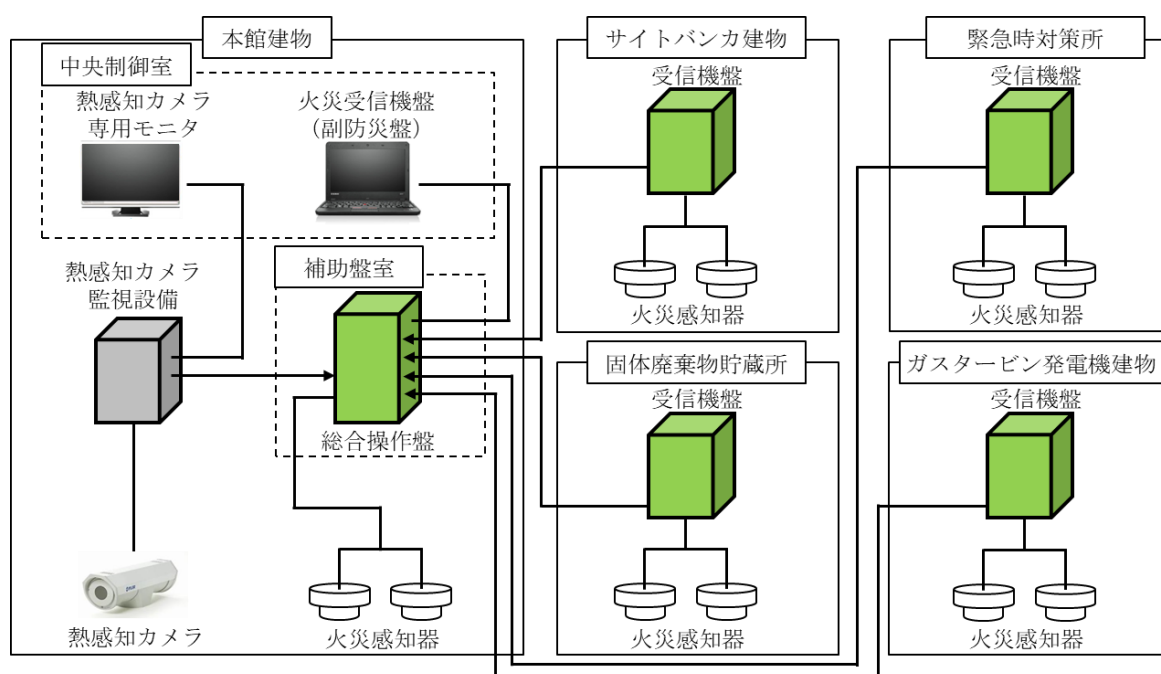 本館建物
中央制御室
熱感知カメラ
専用モニタ
火災受信機盤
（副防災盤）
熱感知カメラ
監視設備
補助盤室
総合操作盤
熱感知カメラ
火災感知器
サイトバンカ建物
受信機盤
火災感知器
緊急時対策所
受信機盤
火災感知器
固体廃棄物貯蔵所
受信機盤
火災感知器
ガスタービン発電機建物
受信機盤
火災感知器